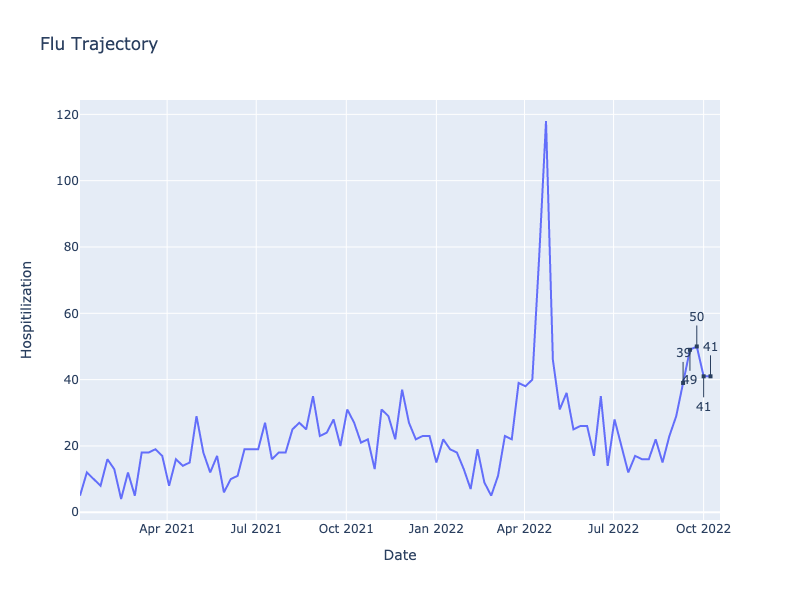 Flu Trajectory
120
100
80
60
40
20
0
Hospitilization
50
39
41
49
41
Apr 2021
Jul 2021
Oct 2021
Jan 2022
Apr 2022
Jul 2022
Oct 2022
Date